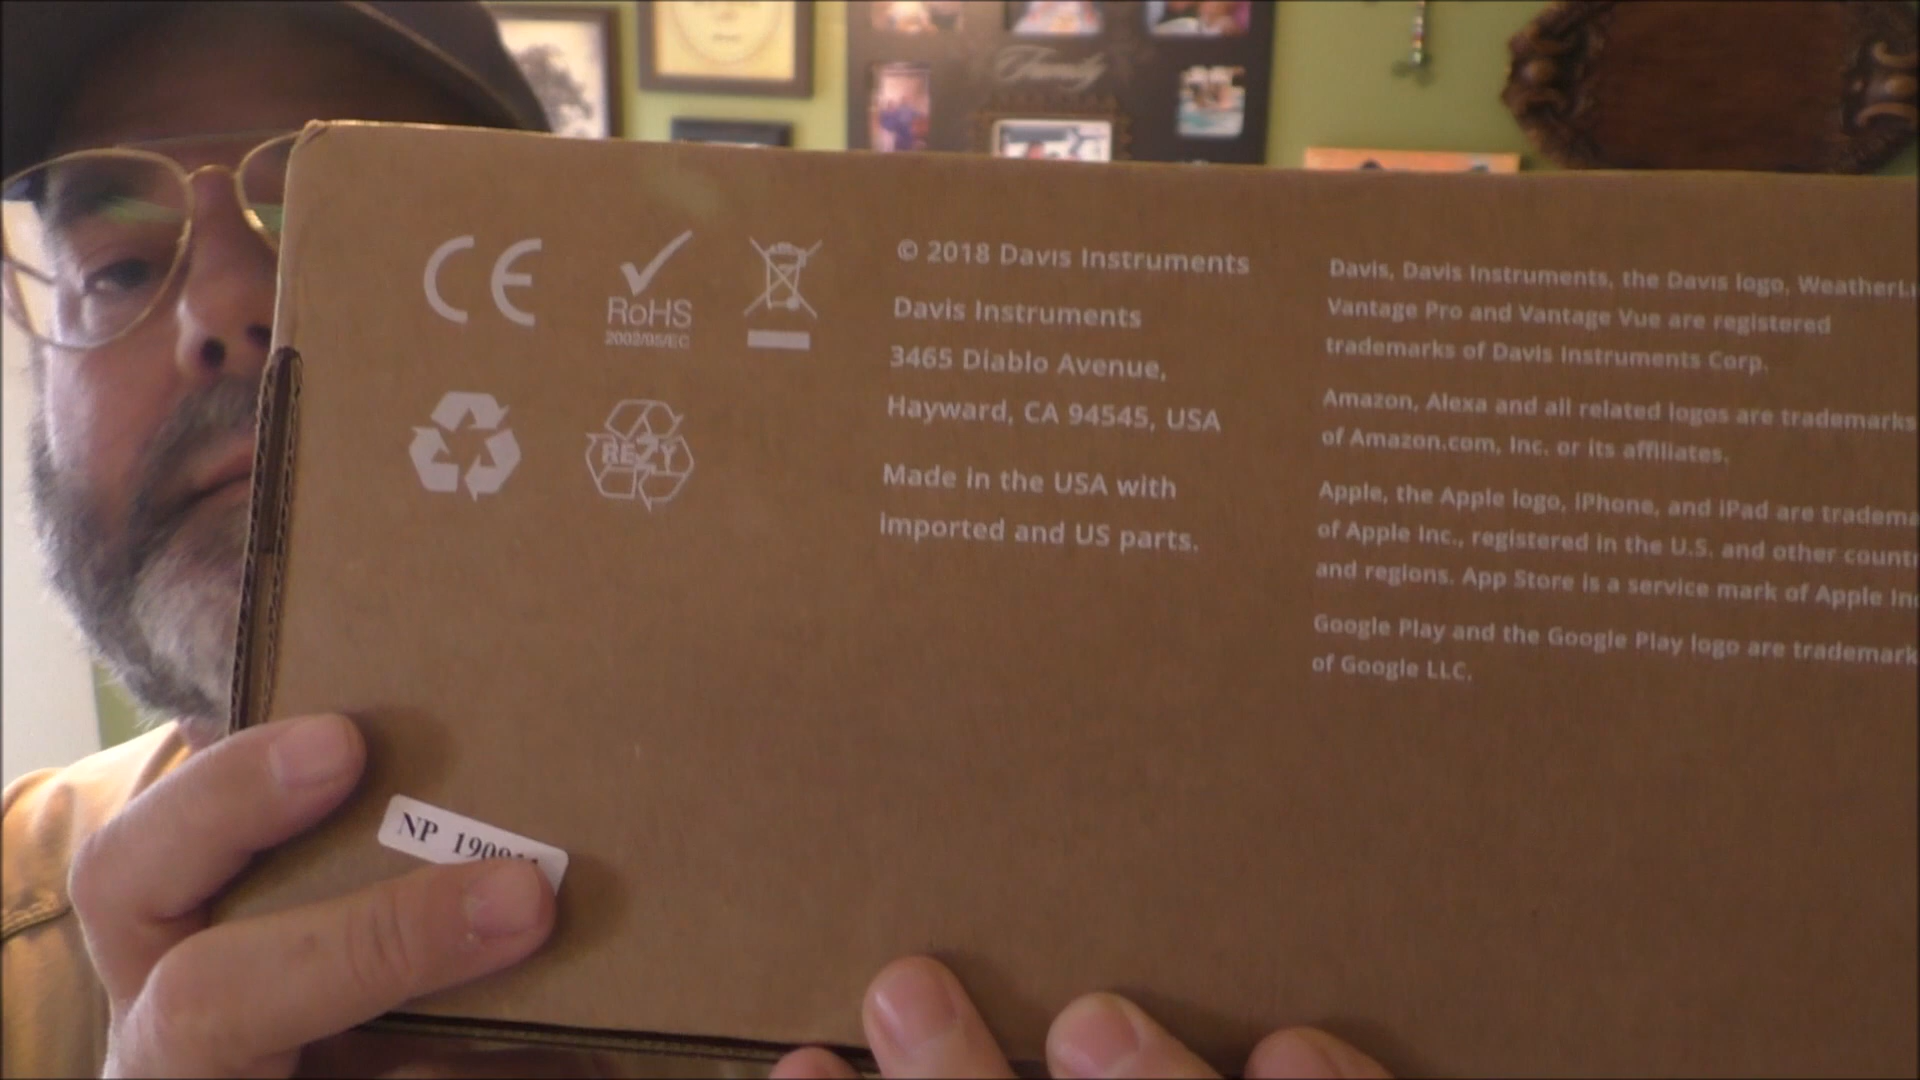 Family
CE
RoHS
2002/95/EC
RESY
© 2018 Davis Instruments
Davis Instruments
3465 Diablo Avenue,
Hayward, CA 94545, USA
Made in the USA with
imported and US parts.
Davis, Davis Instruments, the Davis logo,
Vantage Pro and Vantage Vue are registered
trademarks of Davis Instruments Corp.
Amazon, Alexa and all related logos are trademarks
of Amazon.com, Inc. or its affiliates.
Apple, the Apple logo, iPhone, and iPad are
of Apple Inc., registered in the U.S. and other
and regions. App Store is a service mark of Apple
Google Play and the Google Play logo are
of Google LLC.
NP